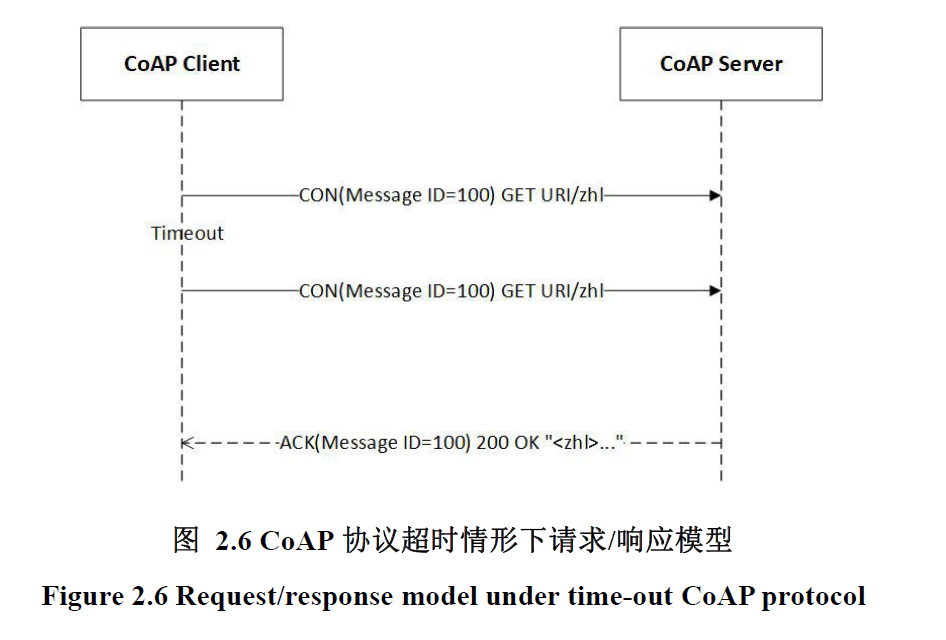 CoAP Client
CoAP Server
CON(Message ID=100) GET URI/zhl
Timeout
CON(Message ID=100) GET URI/zhl
ACK(Message ID=100) 200 OK "<zhl>..."
图 2.6 CoAP 协议超时情形下请求/响应模型
Figure 2.6 Request/response model under time-out CoAP protocol